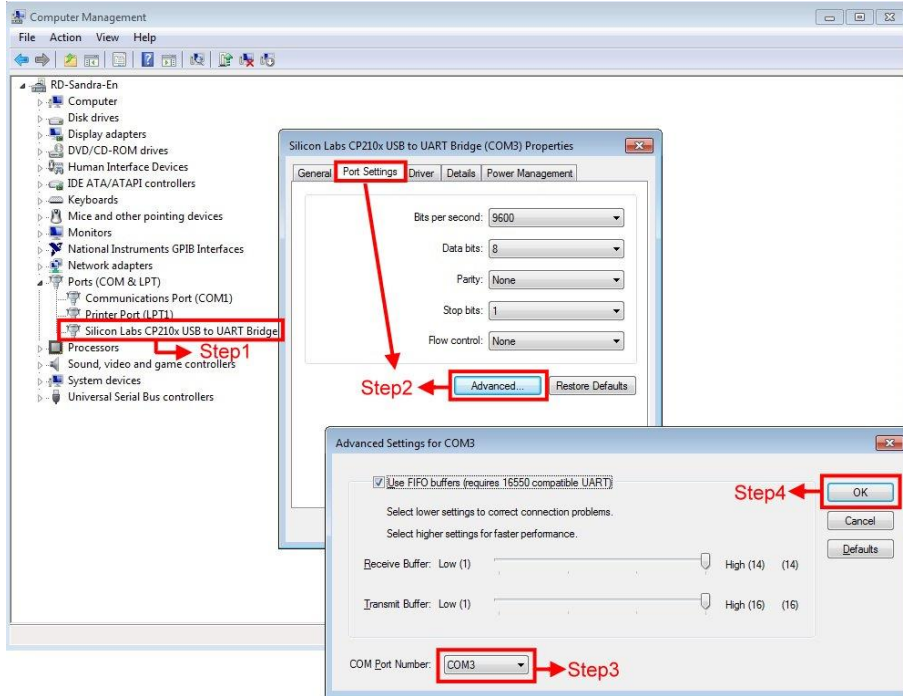 Computer Management
File Action View Help
RD-Sandra-En
Computer
Disk drives
Display adapters
DVD/CD-ROM drives
Human Interface Devices
IDE ATA/ATAPI controllers
Keyboards
Mice and other pointing devices
Monitors
National Instruments GPIB Interfaces
Network adapters
Ports (COM & LPT)
Communications Port (COM1)
Printer Port (LPT1)
Silicon Labs CP210x USB to UART Bridge
Processors
Step1
Sound, video and game controllers
System devices
Universal Serial Bus controllers
Silicon Labs CP210x USB to UART Bridge (COM3) Properties
General Port Settings Driver Details Power Management
Bits per second: 9600
Data bits: 8
Parity: None
Stop bits: 1
Flow control: None
Step2 Advanced... Restore Defaults
Advanced Settings for COM3
Use FIFO buffers (requires 16550 compatible UART)
Step4 OK
Select lower settings to correct connection problems.
Cancel
Select higher settings for faster performance.
Defaults
Receive Buffer: Low (1) High (14) (14)
Transmit Buffer: Low (1) High (16) (16)
COM Port Number: COM3 Step3